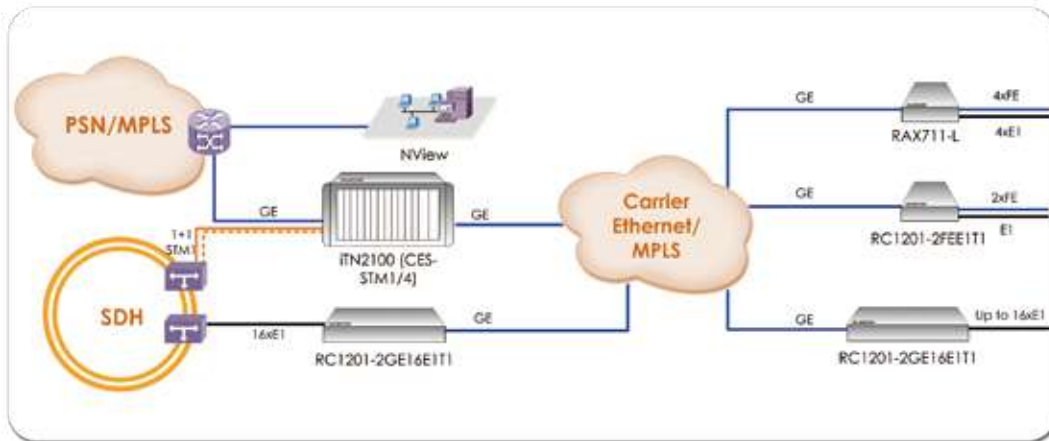 PSN/MPLS
NView
GE
1+1
STM1
iTN2100 (CES-
STM1/4)
GE
SDH
16xE1
RC1201-2GE16E1T1
GE
Carrier
Ethernet/
MPLS
GE
RAX711-L
4xFE
4xE1
GE
RC1201-2FEE1T1
2xFE
E1
GE
RC1201-2GE16E1T1
Up to 16xE1